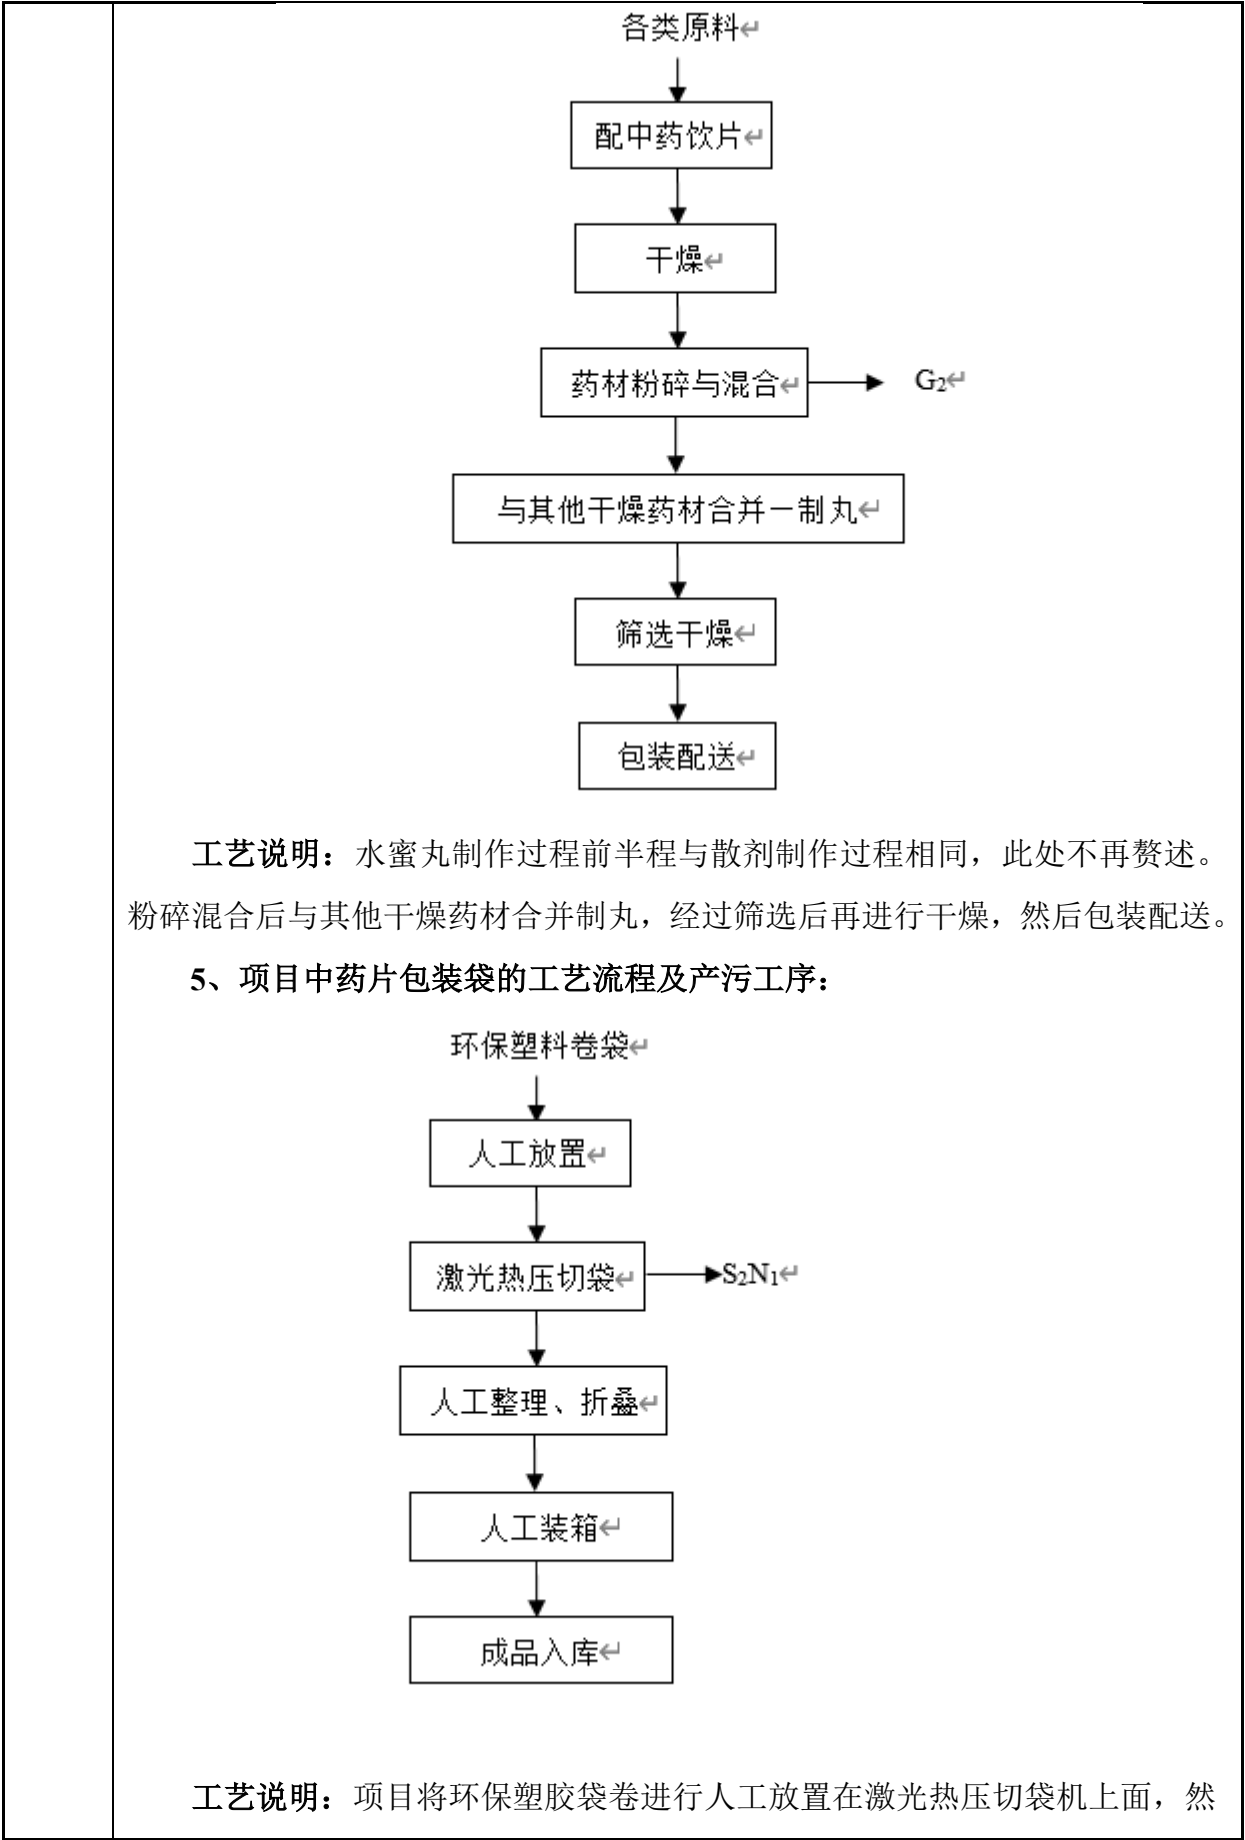 各类原料↵
配中药饮片↵
干燥↵
药材粉碎与混合↵
G₂↵
与其他干燥药材合并一制丸↵
筛选干燥↵
包装配送↵
工艺说明：水蜜丸制作过程前半程与散剂制作过程相同，此处不再赘述。
粉碎混合后与其他干燥药材合并制丸，经过筛选后再进行干燥，然后包装配送。
5、项目中药片包装袋的工艺流程及产污工序：
环保塑料卷袋↵
人工放置↵
激光热压切袋↵
S₂N₁↵
人工整理、折叠↵
人工装箱↵
成品入库↵
工艺说明：项目将环保塑胶袋卷进行人工放置在激光热压切袋机上面，然